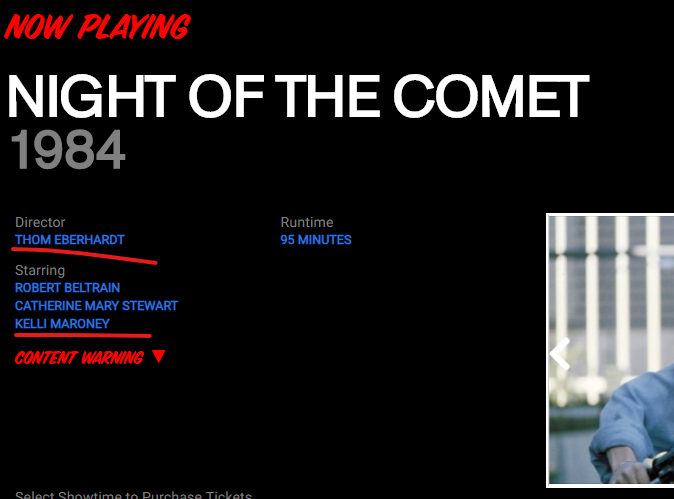 NOW PLAYING
NIGHT OF THE COMET
1984
Director
THOM EBERHARDT
Runtime
95 MINUTES
Starring
ROBERT BELTRAIN
CATHERINE MARY STEWART
KELLI MARONEY
CONTENT WARNING ▼
Select Showtime to Purchase Tickets